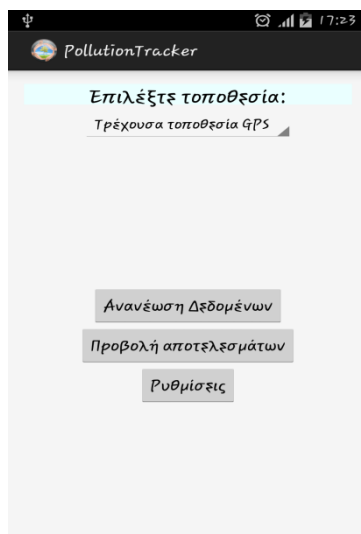 17:23
PollutionTracker
Επιλέξτε τοποθεσία:
Τρέχουσα τοποθεσία GPS
Ανανέωση Δεδομένων
Προβολή αποτελεσμάτων
Ρυθμίσεις